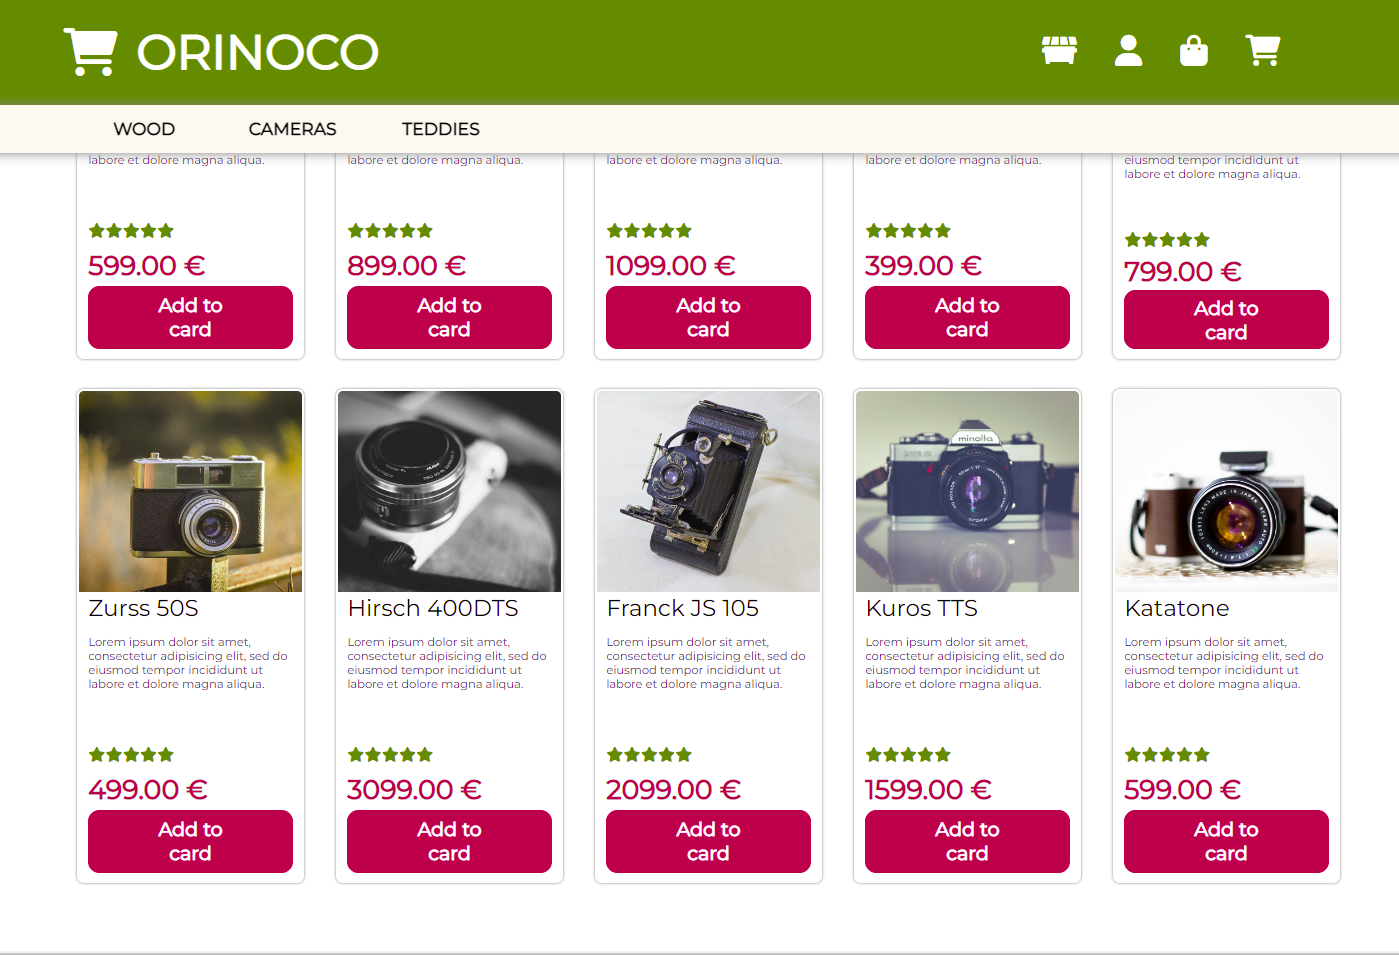 ORINOCO
WOOD CAMERAS TEDDIES
labore et dolore magna aliqua.
labore et dolore magna aliqua.
labore et dolore magna aliqua.
labore et dolore magna aliqua.
eiusmod tempor incididunt ut
labore et dolore magna aliqua.
599.00 €
899.00 €
1099.00 €
399.00 €
799.00 €
Add to
card
Add to
card
Add to
card
Add to
card
Add to
card
minolta
Zurss 50S
Lorem ipsum dolor sit amet,
consectetur adipisicing elit, sed do
eiusmod tempor incididunt ut
labore et dolore magna aliqua.
499.00 €
Add to
card
Hirsch 400DTS
Lorem ipsum dolor sit amet,
consectetur adipisicing elit, sed do
eiusmod tempor incididunt ut
labore et dolore magna aliqua.
3099.00 €
Add to
card
Franck JS 105
Lorem ipsum dolor sit amet,
consectetur adipisicing elit, sed do
eiusmod tempor incididunt ut
labore et dolore magna aliqua.
2099.00 €
Add to
card
Kuros TTS
Lorem ipsum dolor sit amet,
consectetur adipisicing elit, sed do
eiusmod tempor incididunt ut
labore et dolore magna aliqua.
1599.00 €
Add to
card
Katatone
Lorem ipsum dolor sit amet,
consectetur adipisicing elit, sed do
eiusmod tempor incididunt ut
labore et dolore magna aliqua.
599.00 €
Add to
card